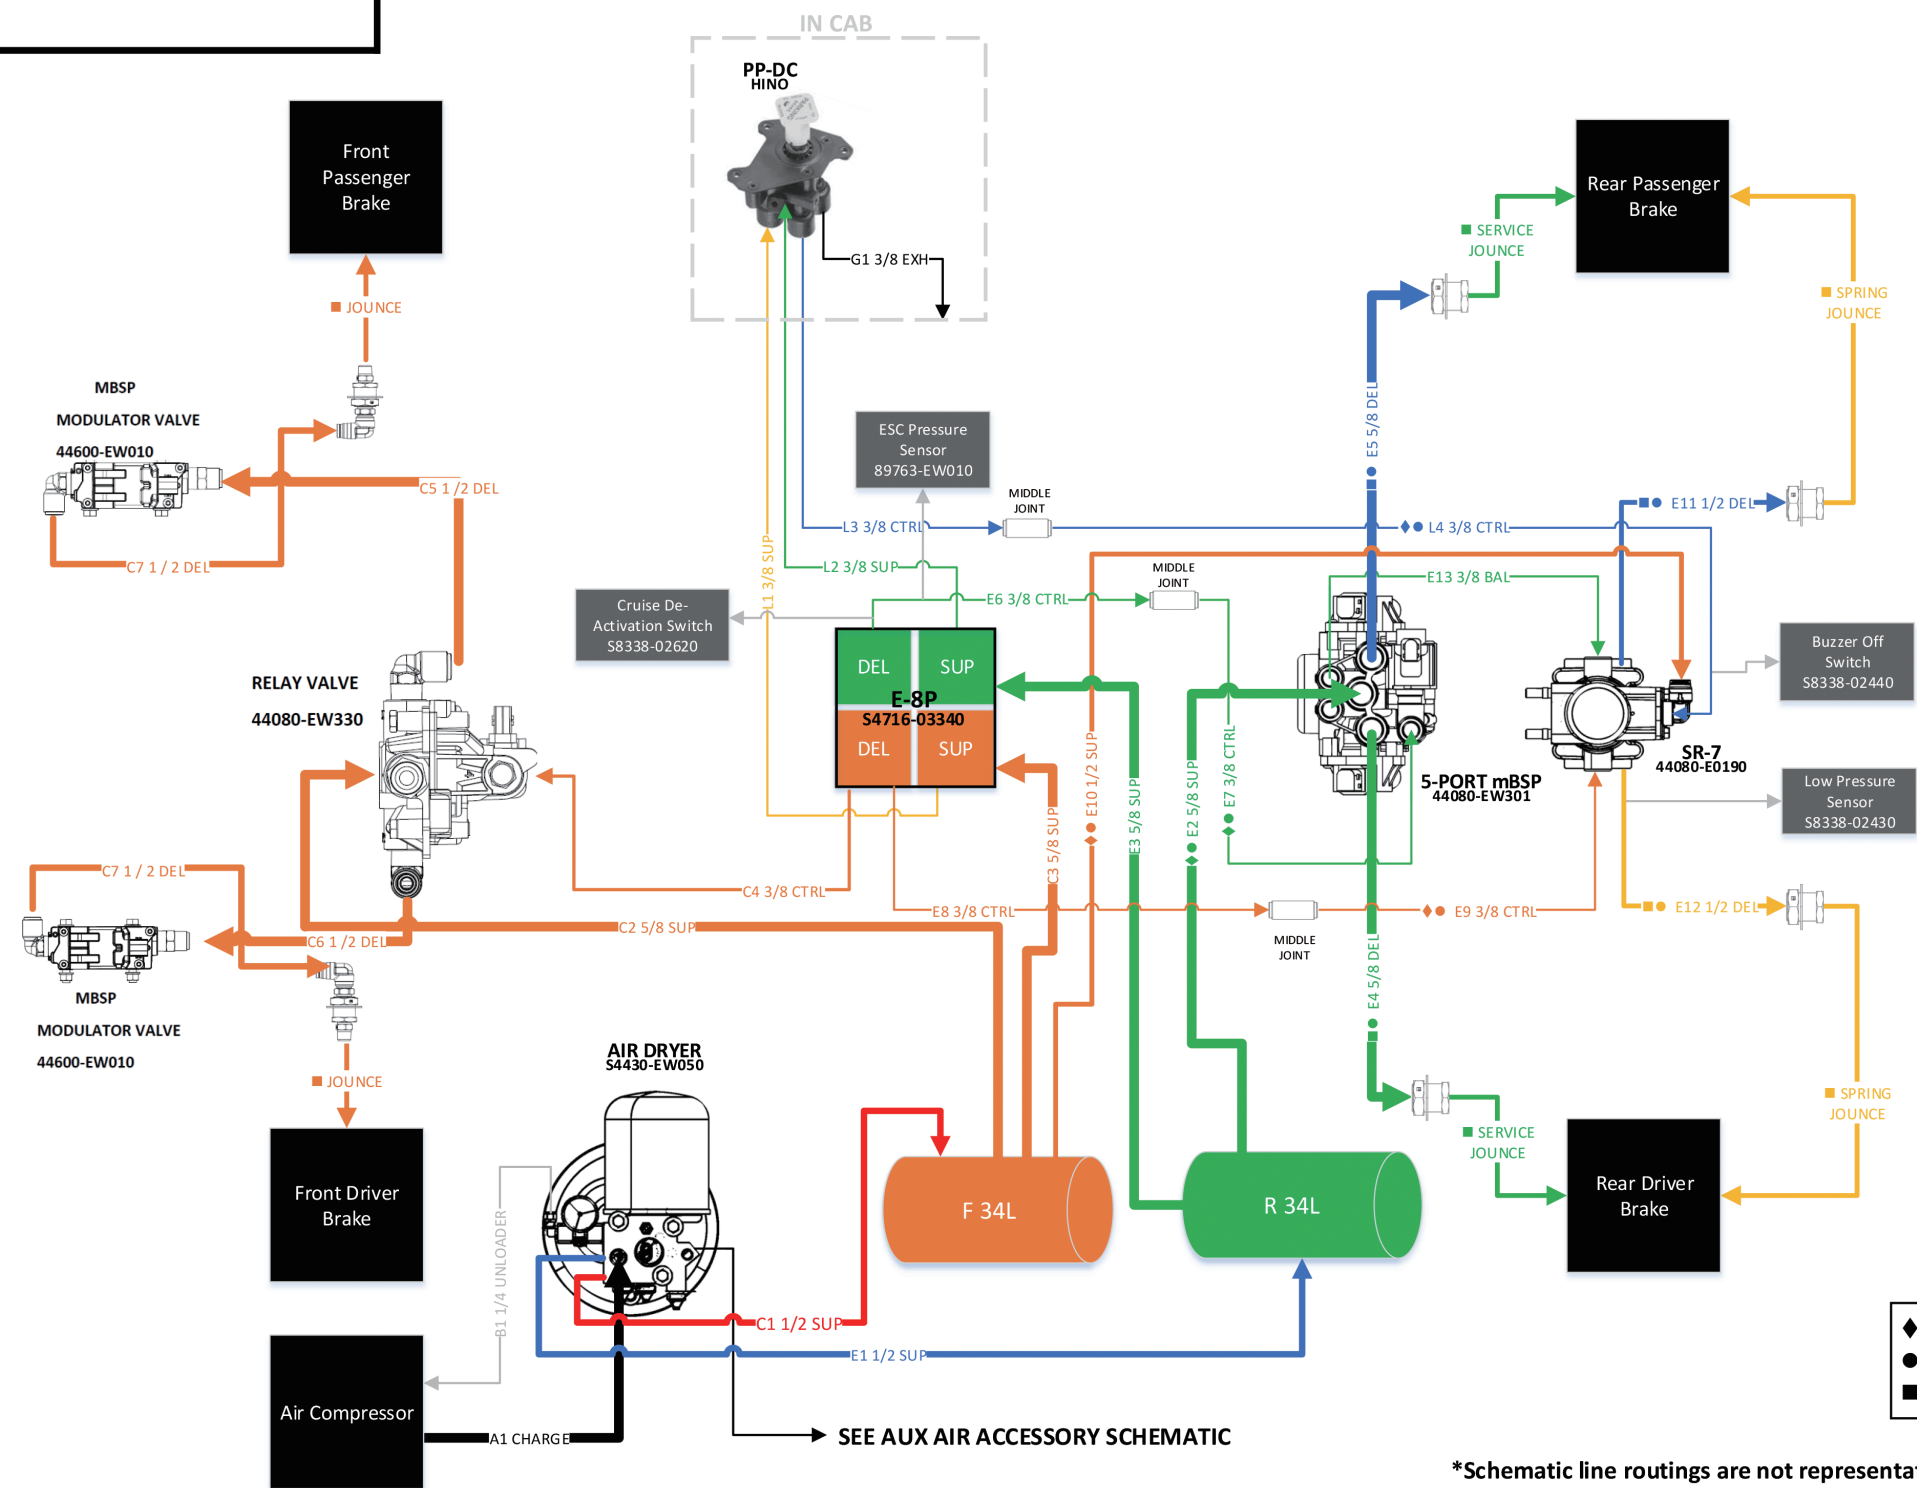 IN CAB
PP-DC
HINO
G1 3/8 EXH
Front
Passenger
Brake
JOUNCE
MBSP
MODULATOR VALVE
44600-EW010
C5 1 /2 DEL
C7 1 / 2 DEL
RELAY VALVE
44080-EW330
C7 1 / 2 DEL
C6 1 /2 DEL
MBSP
MODULATOR VALVE
44600-EW010
JOUNCE
Front Driver
Brake
Air Compressor
B1 1/4 UNLOADER
A1 CHARGE
AIR DRYER
S4430-EW050
C1 1/2 SUP
E1 1/2 SUP
SEE AUX AIR ACCESSORY SCHEMATIC
ESC Pressure
Sensor
89763-EW010
Cruise De-
Activation Switch
S8338-02620
L1 3/8 SUP
L2 3/8 SUP
L3 3/8 CTRL
MIDDLE
JOINT
L4 3/8 CTRL
E6 3/8 CTRL
MIDDLE
JOINT
DEL
SUP
E-8P
S4716-03340
DEL
SUP
C4 3/8 CTRL
C2 5/8 SUP
E8 3/8 CTRL
MIDDLE
JOINT
E9 3/8 CTRL
C3 5/8 SUP
E10 1/2 SUP
E3 5/8 SUP
E2 5/8 SUP
E7 3/8 CTRL
F 34L
R 34L
E5 5/8 DEL
E13 3/8 BAL
5-PORT mBSP
44080-EW301
E4 5/8 DEL
SERVICE
JOUNCE
Rear Passenger
Brake
SPRING
JOUNCE
E11 1/2 DEL
Buzzer Off
Switch
S8338-02440
SR-7
44080-E0190
Low Pressure
Sensor
S8338-02430
E12 1/2 DEL
SPRING
JOUNCE
SERVICE
JOUNCE
Rear Driver
Brake
*Schematic line routings are not representa